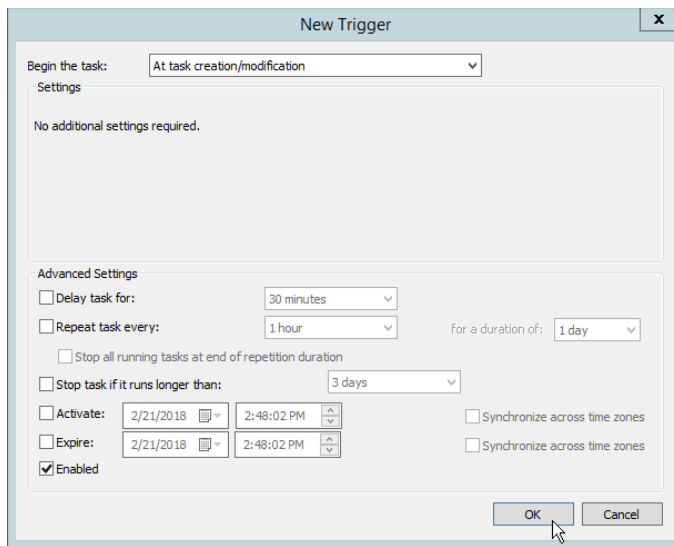 New Trigger
x
Begin the task: At task creation/modification
Settings
No additional settings required.
Advanced Settings
Delay task for: 30 minutes
Repeat task every: 1 hour for a duration of: 1 day
Stop all running tasks at end of repetition duration
Stop task if it runs longer than: 3 days
Activate: 2/21/2018 2:48:02 PM Synchronize across time zones
Expire: 2/21/2018 2:48:02 PM Synchronize across time zones
Enabled
OK Cancel